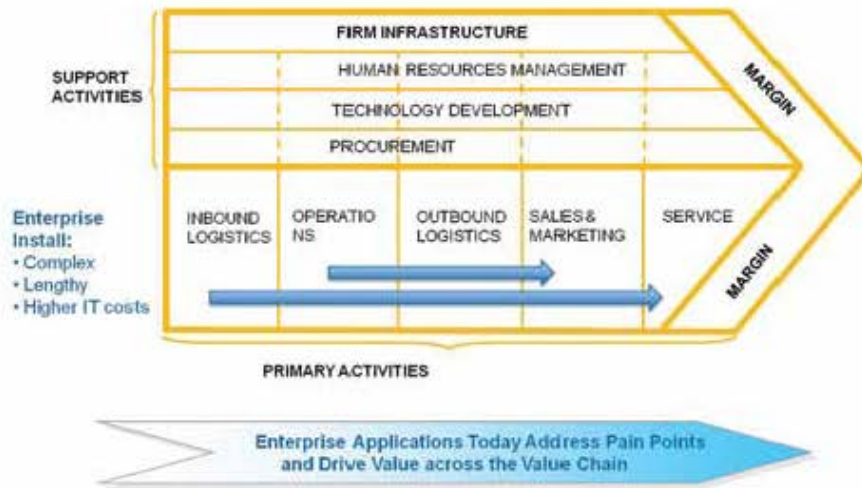 FIRM INFRASTRUCTURE
SUPPORT
ACTIVITIES
HUMAN RESOURCES MANAGEMENT
TECHNOLOGY DEVELOPMENT
PROCUREMENT
MARGIN
Enterprise
Install:
• Complex
• Lengthy
• Higher IT costs
INBOUND
LOGISTICS
OPERATIO
NS
OUTBOUND
LOGISTICS
SALES &
MARKETING
SERVICE
MARGIN
PRIMARY ACTIVITIES
Enterprise Applications Today Address Pain Points
and Drive Value across the Value Chain